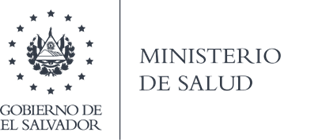 GOBIERNO DE
EL SALVADOR
MINISTERIO
DE SALUD